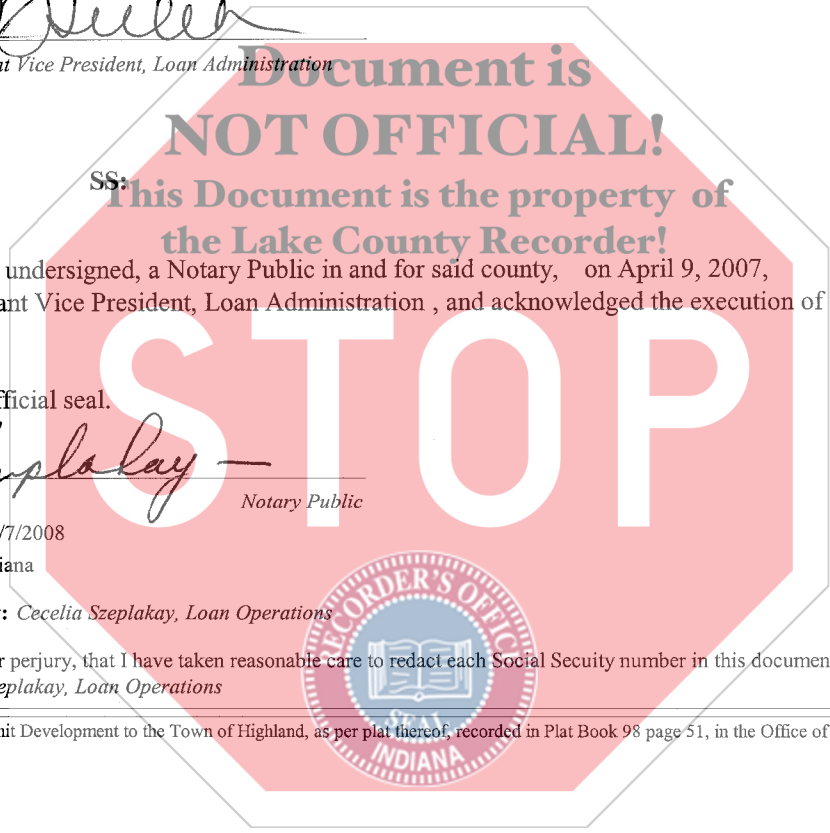 nt Vice President, Loan Administration
Document is
NOT OFFICIAL!
SS:
This Document is the property of
the Lake County Recorder!
undersigned, a Notary Public in and for said county, on April 9, 2007,
ant Vice President, Loan Administration , and acknowledged the execution of
STOP
fficial seal.
Notary Public
/7/2008
iana
: Cecelia Szeplakay, Loan Operations
r perjury, that I have taken reasonable care to redact each Social Secuity number in this documen
eplakay, Loan Operations
nit Development to the Town of Highland, as per plat thereof, recorded in Plat Book 98 page 51, in the Office of
RECORDER'S OFFICE
SEAL
INDIANA